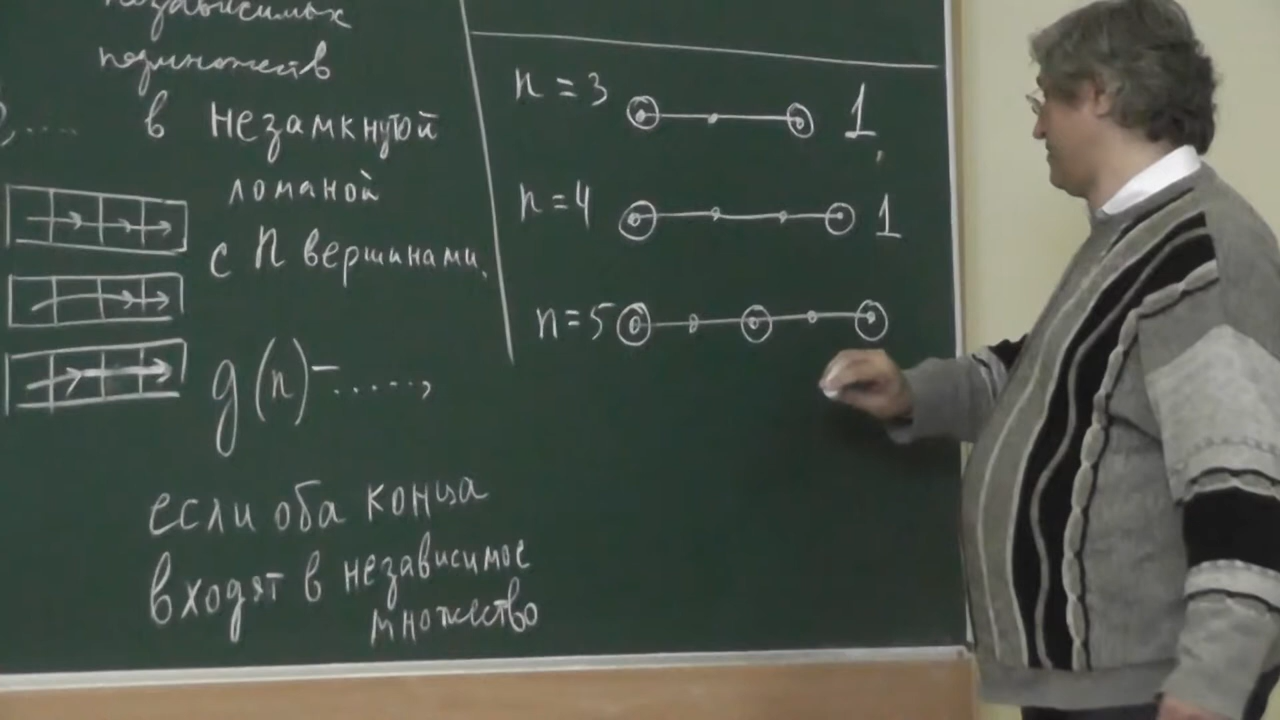 независимых
подмножеств
.... в незамкнутой
ломаной
с n вершинами.
g(n)-.....,
если оба конца
входят в независимое
множество
n=3 1,
n=4 1
n=5